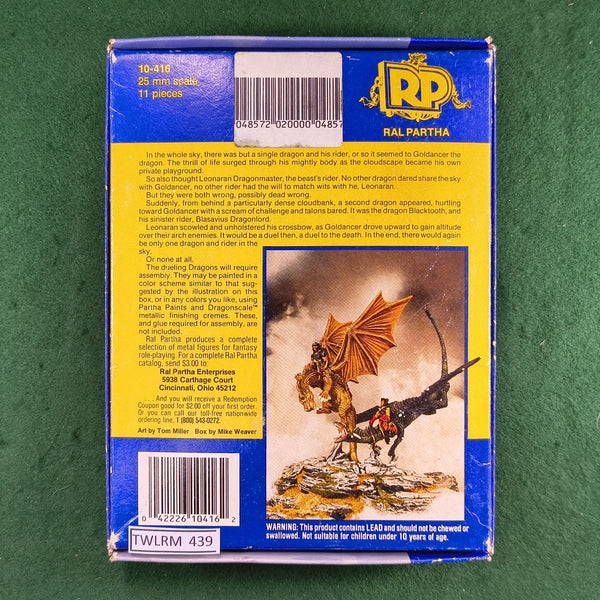 10-416
25 mm scale
11 pieces
048572 020000 04857
RP
RAL PARTHA
In the whole sky, there was but a single dragon and his rider, or so it seemed to Goldancer the
dragon. The thrill of life surged through his mighty body as the cloudscape became his own
private playground.
So also thought Leonaran Dragonmaster, the beast's rider. No other dragon dared share the sky
with Goldancer, no other rider had the will to match wits with he, Leonaran.
But they were both wrong, possibly dead wrong.
Suddenly, from behind a particularly dense cloudbank, a second dragon appeared, hurtling
toward Goldancer with a scream of challenge and talons bared. It was the dragon Blacktooth, and
his sinister rider, Blasavius Dragonlord.
Leonaran scowled and unholstered his crossbow, as Goldancer drove upward to gain altitude
over their arch enemies. It would be a duel then, a duel to the death. In the end, there would again
be only one dragon and rider in the
sky.
Or none at all.
The dueling Dragons will require
assembly. They may be painted in a
color scheme similar to that sug-
gested by the illustration on this
box, or in any colors you like, using
Partha Paints and Dragonscale™
metallic finishing cremes. These,
and glue required for assembly, are
not included.
Ral Partha produces a complete
selection of metal figures for fantasy
role-playing. For a complete Ral Partha
catalog, send $3.00 to:
Ral Partha Enterprises
5938 Carthage Court
Cincinnati, Ohio 45212
. . . And you will receive a Redemption
Coupon good for $2.00 off your first order.
Or you can call our toll-free nationwide
ordering line. 1 (800) 543-0272.
Art by Tom Miller Box by Mike Weaver
0 42226 10416 2
TWLRM 439
WARNING: This product contains LEAD and should not be chewed or
swallowed. Not suitable for children under 10 years of age.